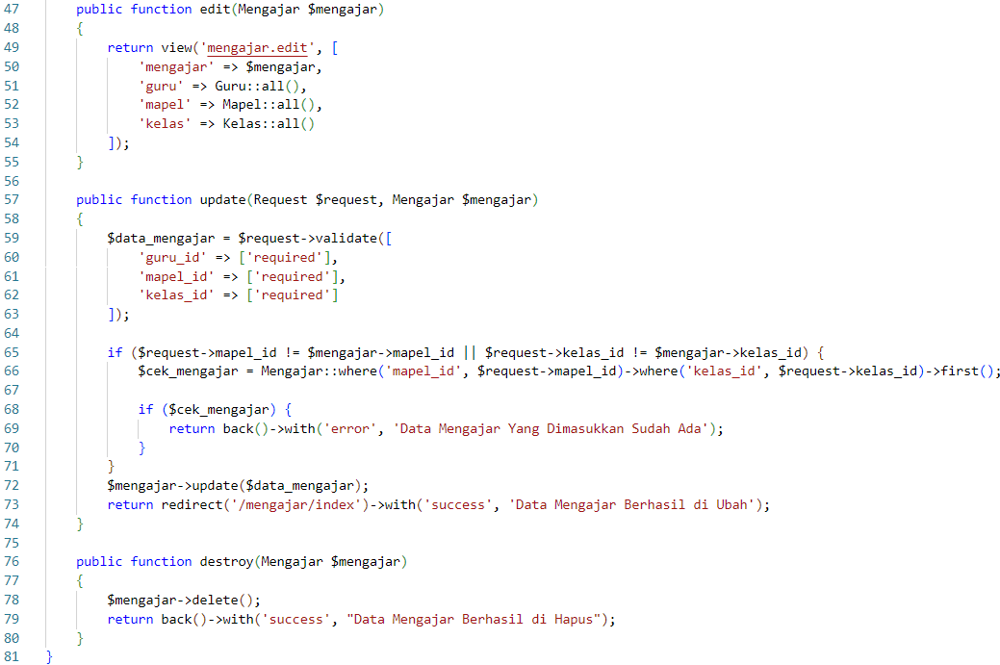 47 public function edit(Mengajar $mengajar)
48 {
49 return view('mengajar.edit', [
50 'mengajar' => $mengajar,
51 'guru' => Guru::all(),
52 'mapel' => Mapel::all(),
53 'kelas' => Kelas::all()
54 ]);
55 }
56
57 public function update(Request $request, Mengajar $mengajar)
58 {
59 $data_mengajar = $request->validate([
60 'guru_id' => ['required'],
61 'mapel_id' => ['required'],
62 'kelas_id' => ['required']
63 ]);
64
65 if ($request->mapel_id != $mengajar->mapel_id || $request->kelas_id != $mengajar->kelas_id) {
66 $cek_mengajar = Mengajar::where('mapel_id', $request->mapel_id)->where('kelas_id', $request->kelas_id)->first();
67
68 if ($cek_mengajar) {
69 return back()->with('error', 'Data Mengajar Yang Dimasukkan Sudah Ada');
70 }
71 }
72 $mengajar->update($data_mengajar);
73 return redirect('/mengajar/index')->with('success', 'Data Mengajar Berhasil di Ubah');
74 }
75
76 public function destroy(Mengajar $mengajar)
77 {
78 $mengajar->delete();
79 return back()->with('success', "Data Mengajar Berhasil di Hapus");
80 }
81 }